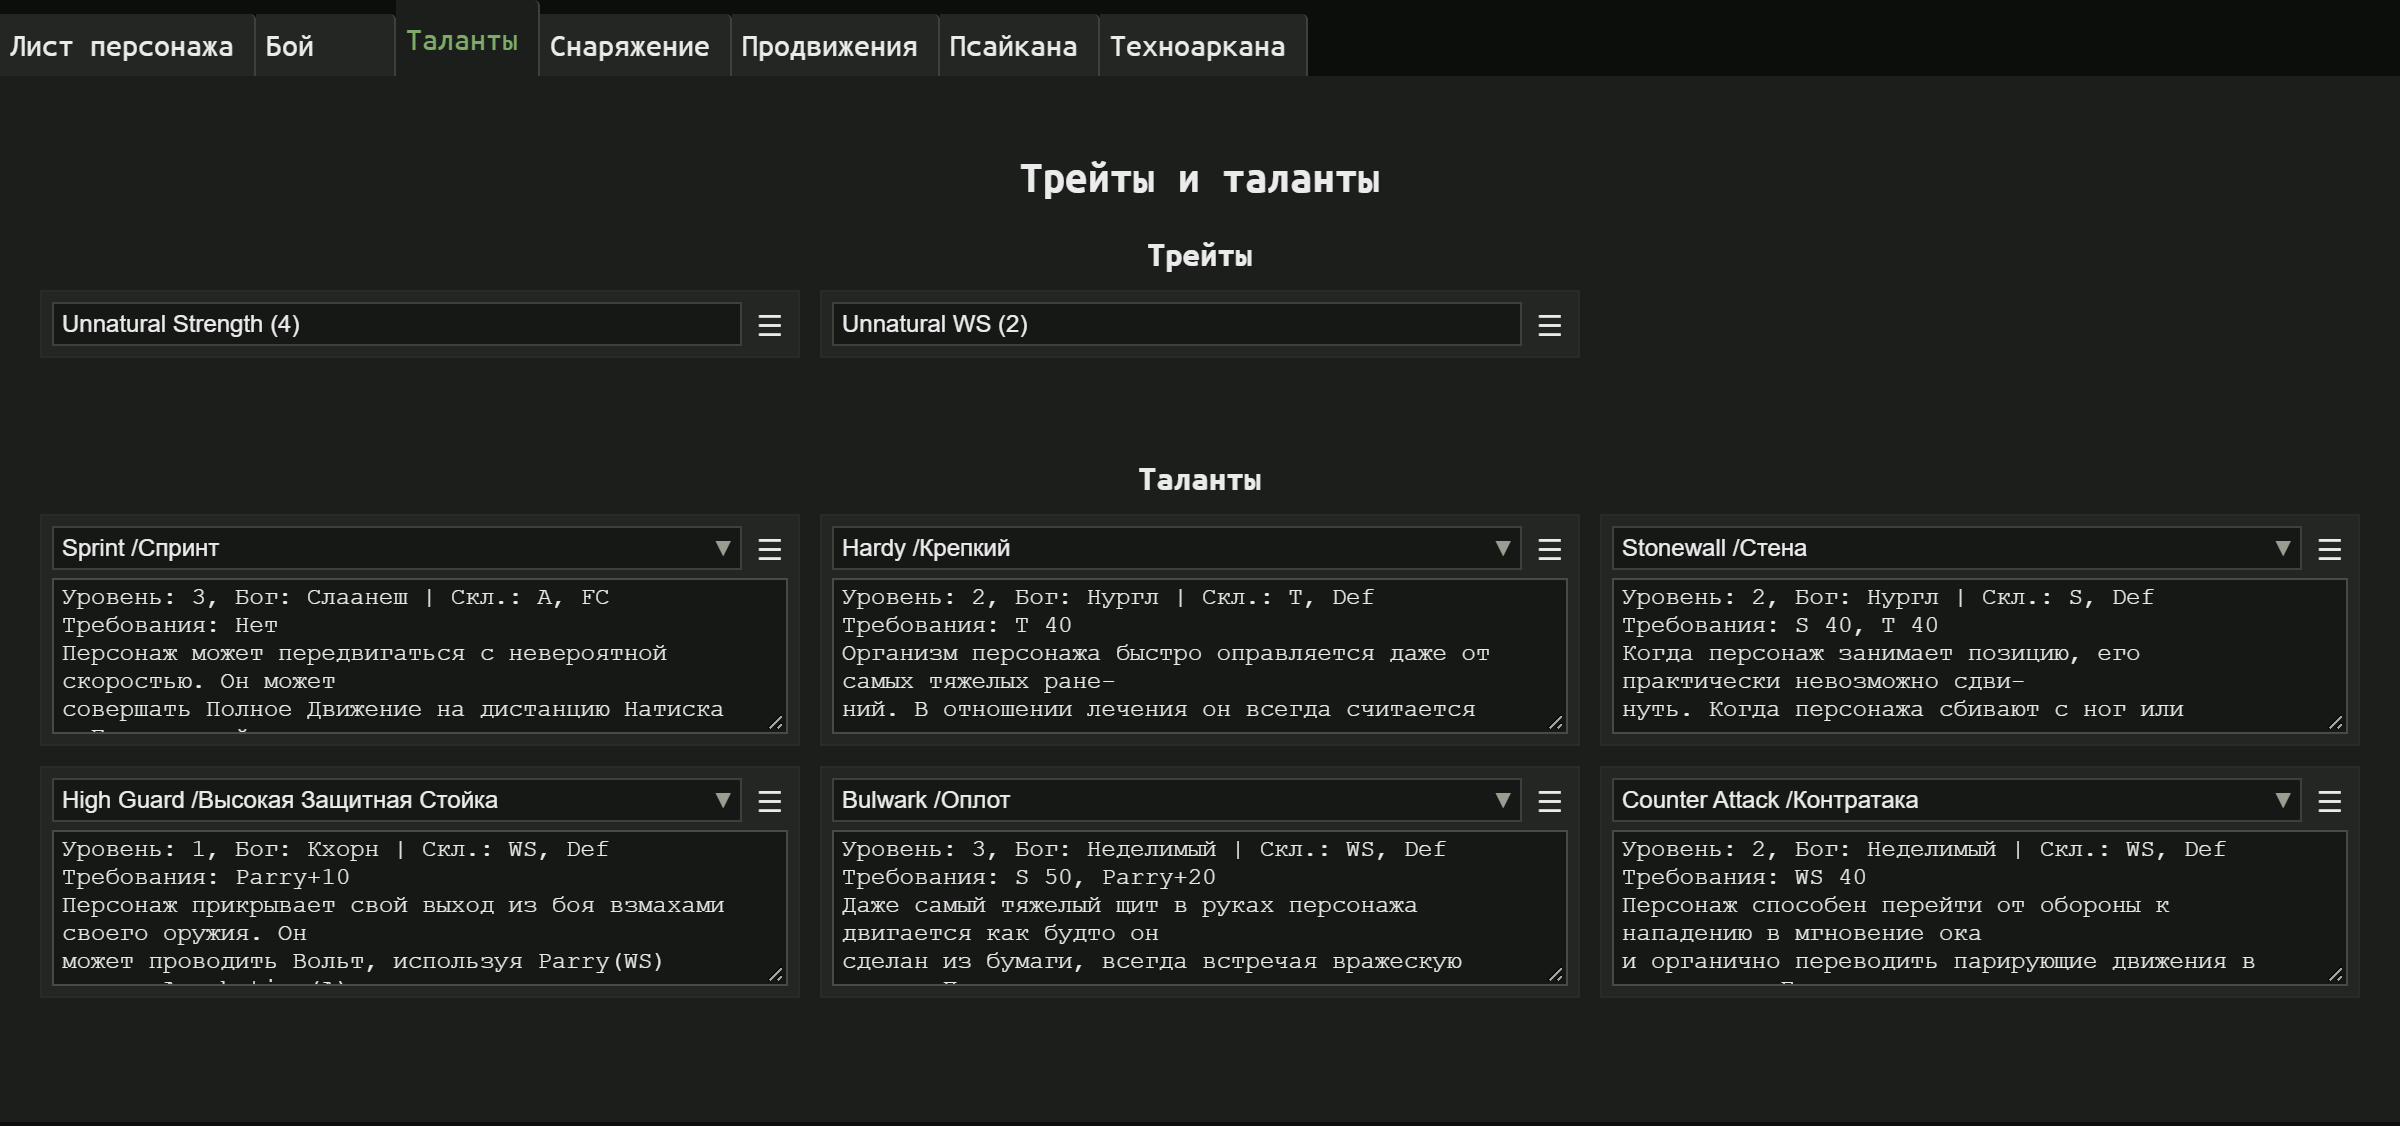 Лист персонажа Бой Таланты Снаряжение Продвижения Псайкана Техноаркана
Трейты и таланты
Трейты
Unnatural Strength (4)
Unnatural WS (2)
Таланты
Sprint /Спринт
Уровень: 3, Бог: Слаанеш | Скл.: A, FC
Требования: Нет
Персонаж может передвигаться с невероятной
скоростью. Он может
совершать Полное Движение на дистанцию Натиска
Hardy /Крепкий
Уровень: 2, Бог: Нургл | Скл.: T, Def
Требования: T 40
Организм персонажа быстро оправляется даже от
самых тяжелых ране-
ний. В отношении лечения он всегда считается
Stonewall /Стена
Уровень: 2, Бог: Нургл | Скл.: S, Def
Требования: S 40, T 40
Когда персонаж занимает позицию, его
практически невозможно сдви-
нуть. Когда персонажа сбивают с ног или
High Guard /Высокая Защитная Стойка
Уровень: 1, Бог: Кхорн | Скл.: WS, Def
Требования: Parry+10
Персонаж прикрывает свой выход из боя взмахами
своего оружия. Он
может проводить Вольт, используя Parry(WS)
Bulwark /Оплот
Уровень: 3, Бог: Неделимый | Скл.: WS, Def
Требования: S 50, Parry+20
Даже самый тяжелый щит в руках персонажа
двигается как будто он
сделан из бумаги, всегда встречая вражескую
Counter Attack /Контратака
Уровень: 2, Бог: Неделимый | Скл.: WS, Def
Требования: WS 40
Персонаж способен перейти от обороны к
нападению в мгновение ока
и органично переводить парирующие движения в